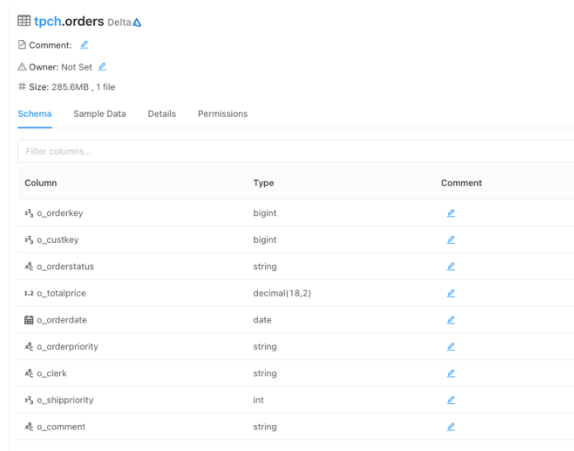 tpch.orders Delta
Comment:
Owner: Not Set
Size: 285.6MB , 1 file
Schema Sample Data Details Permissions
Filter columns...
Column Type Comment
o_orderkey bigint
o_custkey bigint
o_orderstatus string
1.2 o_totalprice decimal(18,2)
o_orderdate date
o_orderpriority string
o_clerk string
o_shippriority int
o_comment string